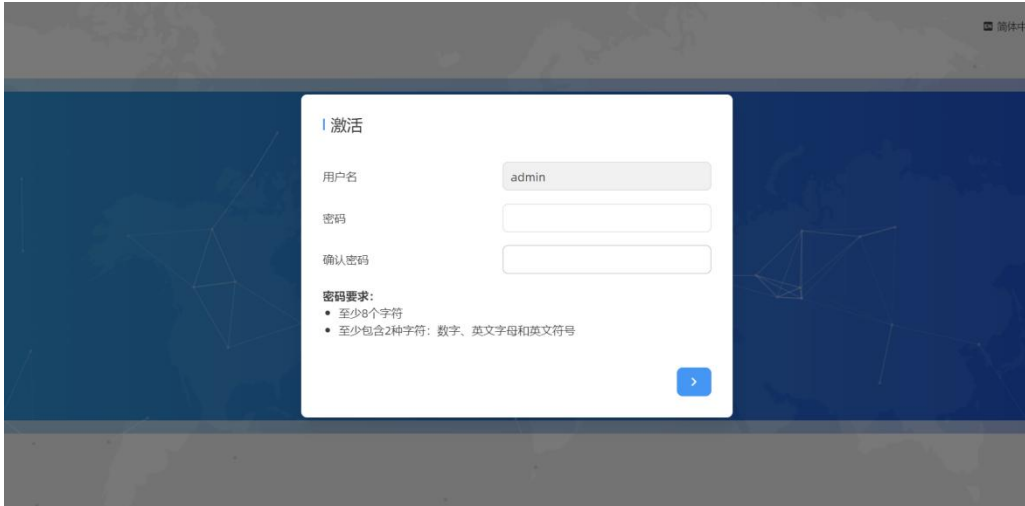 简体中
激活
用户名
admin
密码
确认密码
密码要求：
至少8个字符
至少包含2种字符：数字、英文字母和英文符号